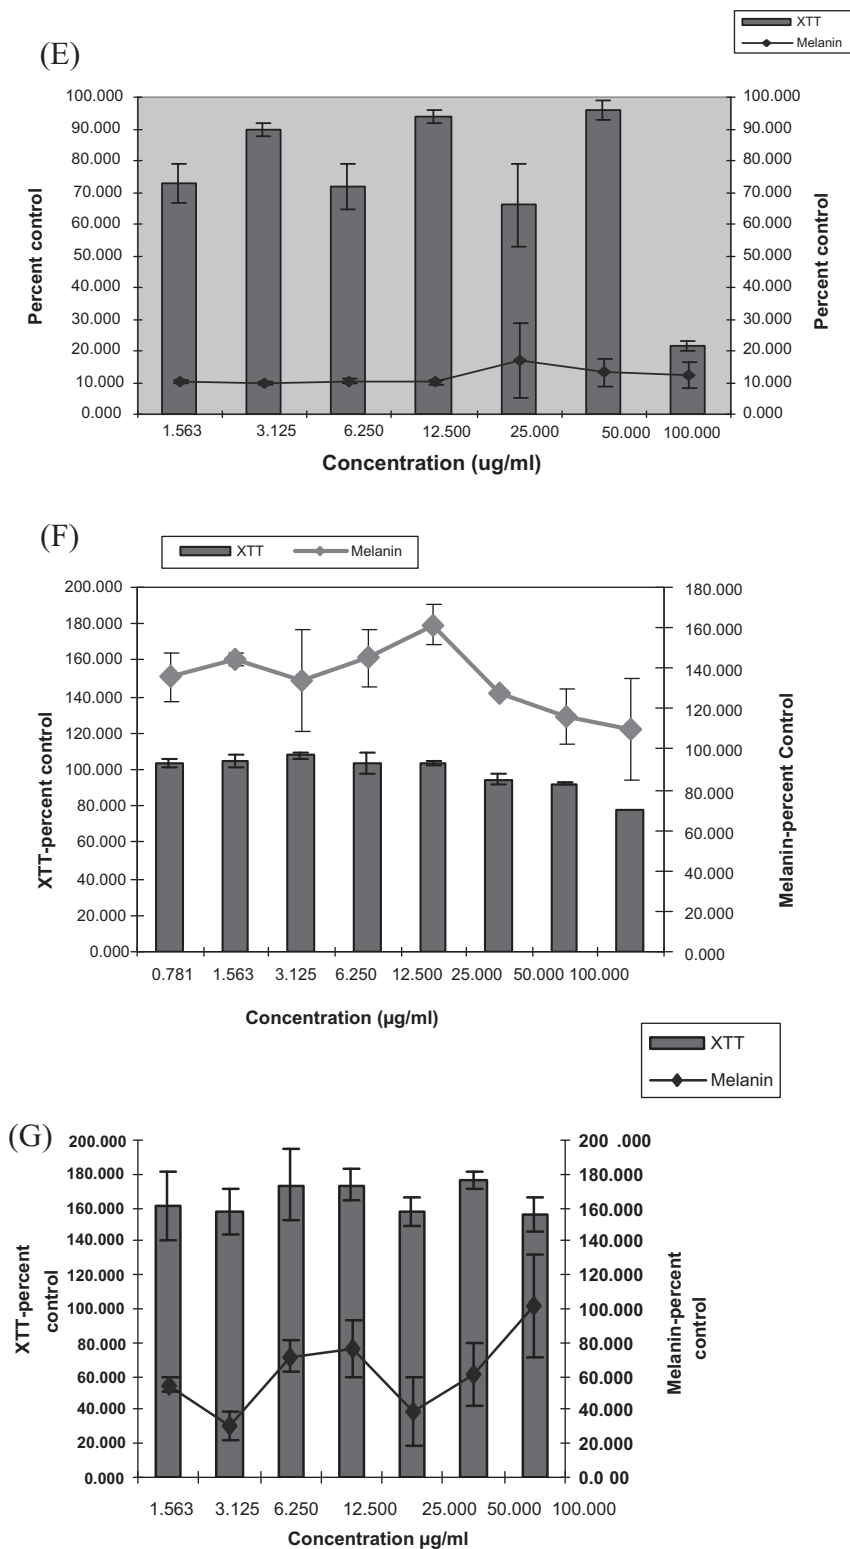 XTT
Melanin
(E)
100.000 100.000
90.000 90.000
80.000 80.000
70.000 70.000
60.000 60.000
50.000 50.000
40.000 40.000
30.000 30.000
20.000 20.000
10.000 10.000
0.000 0.000
Percent control
Percent control
1.563 3.125 6.250 12.500 25.000 50.000 100.000
Concentration (ug/ml)
(F)
XTT Melanin
200.000 180.000
180.000 160.000
160.000 140.000
140.000 120.000
120.000 100.000
100.000 80.000
80.000 60.000
60.000 40.000
40.000 20.000
20.000 0.000
0.000
XTT-percent control
Melanin-percent Control
0.781 1.563 3.125 6.250 12.500 25.000 50.000 100.000
Concentration (µg/ml)
XTT
Melanin
(G)
200.000 200 .000
180.000 180.000
160.000 160.000
140.000 140.000
120.000 120.000
100.000 100.000
80.000 80.000
60.000 60.000
40.000 40.000
20.000 20.000
0.000 0.0 00
XTT-percent
control
Melanin-percent
control
1.563 3.125 6.250 12.500 25.000 50.000 100.000
Concentration µg/ml